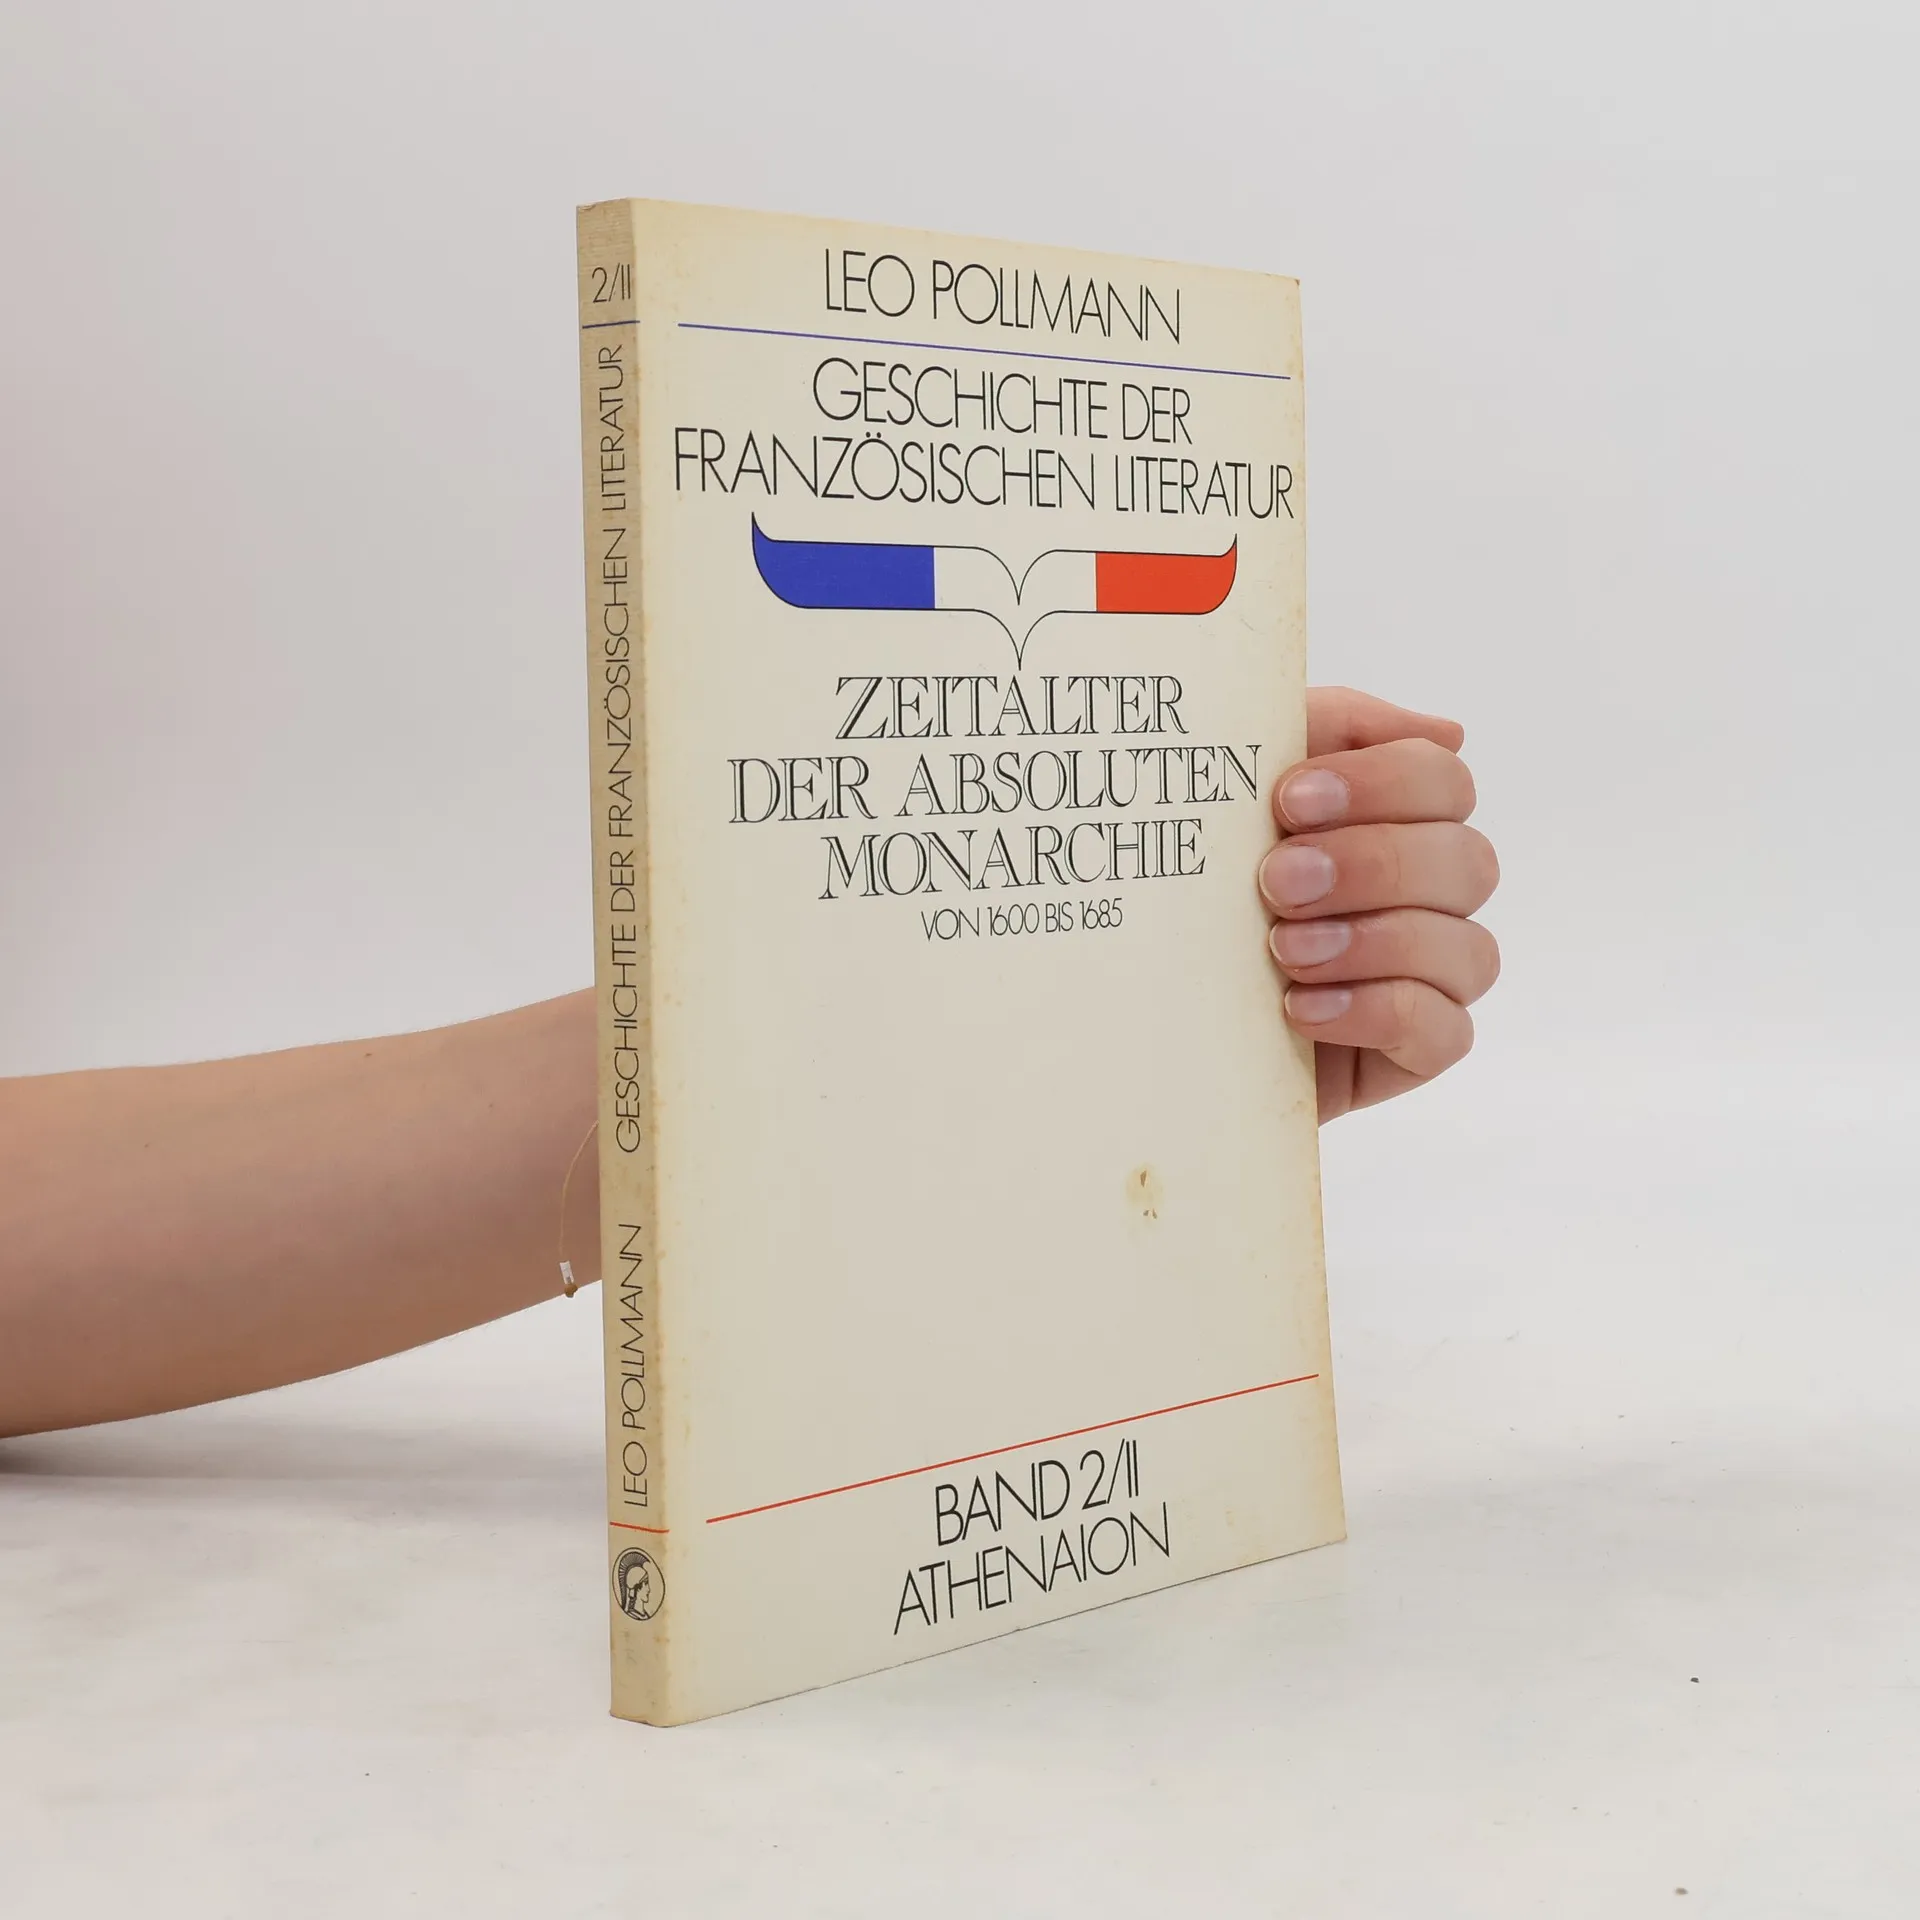 LEO POLLMANN
GESCHICHTE DER
FRANZÖSISCHEN LITERATUR
ZEITALTER
DER ABSOLUTEN
MONARCHIE
VON 1600 BIS 1685
BAND 2/II
ATHENAION
2/II
LEO POLLMANN GESCHICHTE DER FRANZÖSISCHEN LITERATUR